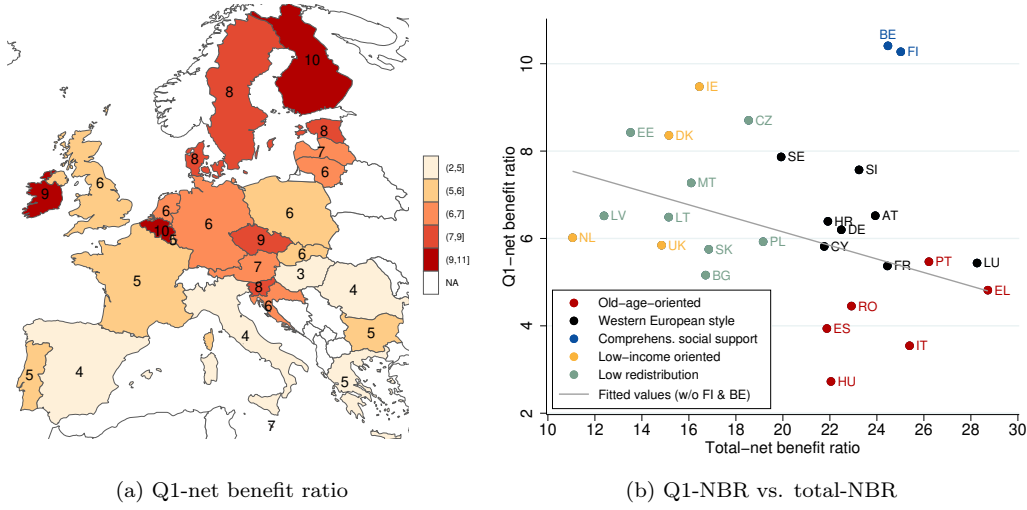 10
8
8
7
6
8
9
6
6
10
5
6
6
9
6
7
3
8
6
5
4
5
4
5
4
5
7
(2,5]
(5,6]
(6,7]
(7,9]
(9,11]
NA
(a) Q1-net benefit ratio
Q1-net benefit ratio
10
8
6
4
2
BE
FI
IE
CZ
EE
DK
SE
SI
MT
LV
LT
HR
AT
DE
NL
UK
SK
PL
CY
BG
FR
PT
LU
EL
RO
ES
IT
HU
Old-age-oriented
Western European style
Comprehens. social support
Low-income oriented
Low redistribution
Fitted values (w/o FI & BE)
10 12 14 16 18 20 22 24 26 28 30
Total-net benefit ratio
(b) Q1-NBR vs. total-NBR